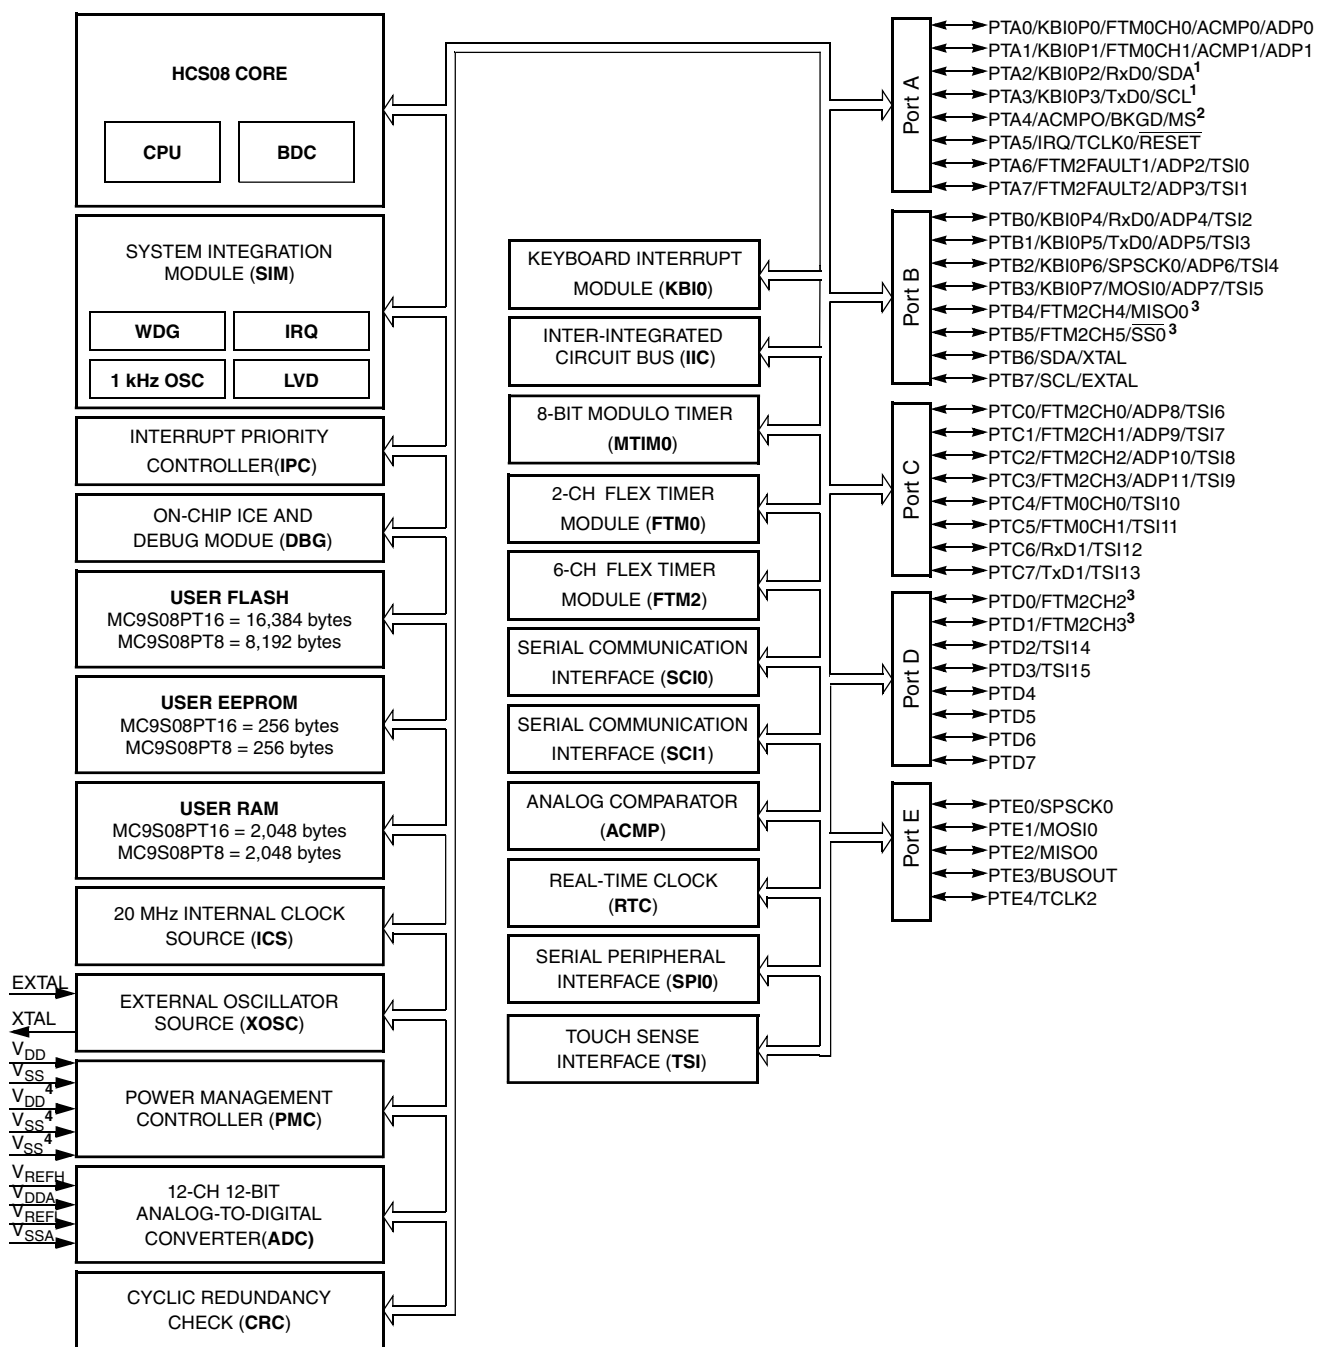 HCS08 CORE
CPU
BDC
SYSTEM INTEGRATION
MODULE (SIM)
WDG
IRQ
1 kHz OSC
LVD
INTERRUPT PRIORITY
CONTROLLER(IPC)
ON-CHIP ICE AND
DEBUG MODUE (DBG)
USER FLASH
MC9S08PT16 = 16,384 bytes
MC9S08PT8 = 8,192 bytes
USER EEPROM
MC9S08PT16 = 256 bytes
MC9S08PT8 = 256 bytes
USER RAM
MC9S08PT16 = 2,048 bytes
MC9S08PT8 = 2,048 bytes
20 MHz INTERNAL CLOCK
SOURCE (ICS)
EXTERNAL OSCILLATOR
SOURCE (XOSC)
POWER MANAGEMENT
CONTROLLER (PMC)
12-CH 12-BIT
ANALOG-TO-DIGITAL
CONVERTER(ADC)
CYCLIC REDUNDANCY
CHECK (CRC)
EXTAL
XTAL
VDD
VSS
VDD4
VSS4
VSS4
VREFH
VDDA
VREFL
VSSA
KEYBOARD INTERRUPT
MODULE (KBI0)
INTER-INTEGRATED
CIRCUIT BUS (IIC)
8-BIT MODULO TIMER
(MTIM0)
2-CH FLEX TIMER
MODULE (FTM0)
6-CH FLEX TIMER
MODULE (FTM2)
SERIAL COMMUNICATION
INTERFACE (SCI0)
SERIAL COMMUNICATION
INTERFACE (SCI1)
ANALOG COMPARATOR
(ACMP)
REAL-TIME CLOCK
(RTC)
SERIAL PERIPHERAL
INTERFACE (SPI0)
TOUCH SENSE
INTERFACE (TSI)
Port A
PTA0/KBI0P0/FTM0CH0/ACMP0/ADP0
PTA1/KBI0P1/FTM0CH1/ACMP1/ADP1
PTA2/KBI0P2/RxD0/SDA1
PTA3/KBI0P3/TxD0/SCL1
PTA4/ACMPO/BKGD/MS2
PTA5/IRQ/TCLK0/RESET
PTA6/FTM2FAULT1/ADP2/TSI0
PTA7/FTM2FAULT2/ADP3/TSI1
Port B
PTB0/KBI0P4/RxD0/ADP4/TSI2
PTB1/KBI0P5/TxD0/ADP5/TSI3
PTB2/KBI0P6/SPSCK0/ADP6/TSI4
PTB3/KBI0P7/MOSI0/ADP7/TSI5
PTB4/FTM2CH4/MISO0 3
PTB5/FTM2CH5/SS0 3
PTB6/SDA/XTAL
PTB7/SCL/EXTAL
Port C
PTC0/FTM2CH0/ADP8/TSI6
PTC1/FTM2CH1/ADP9/TSI7
PTC2/FTM2CH2/ADP10/TSI8
PTC3/FTM2CH3/ADP11/TSI9
PTC4/FTM0CH0/TSI10
PTC5/FTM0CH1/TSI11
PTC6/RxD1/TSI12
PTC7/TxD1/TSI13
Port D
PTD0/FTM2CH23
PTD1/FTM2CH33
PTD2/TSI14
PTD3/TSI15
PTD4
PTD5
PTD6
PTD7
Port E
PTE0/SPSCK0
PTE1/MOSI0
PTE2/MISO0
PTE3/BUSOUT
PTE4/TCLK2